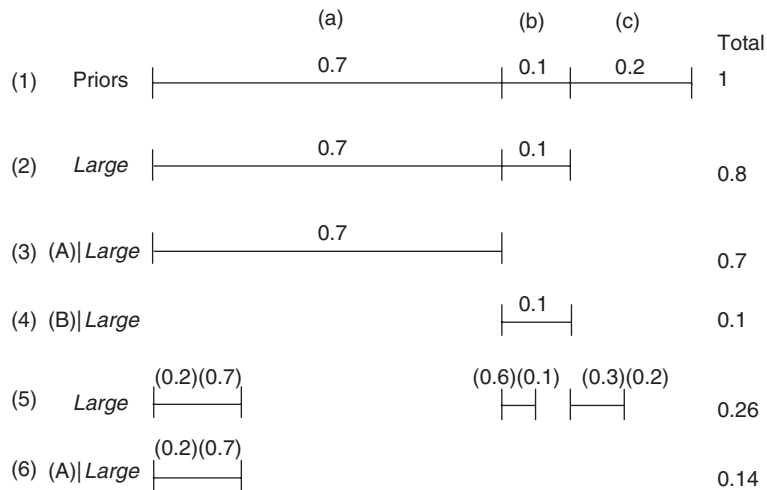 (a) (b) (c)
Total
0.7 0.1 0.2
(1) Priors 1
0.7 0.1
(2) Large 0.8
0.7
(3) (A)|Large 0.7
0.1
(4) (B)|Large 0.1
(0.2)(0.7) (0.6)(0.1) (0.3)(0.2)
(5) Large 0.26
(0.2)(0.7)
(6) (A)|Large 0.14